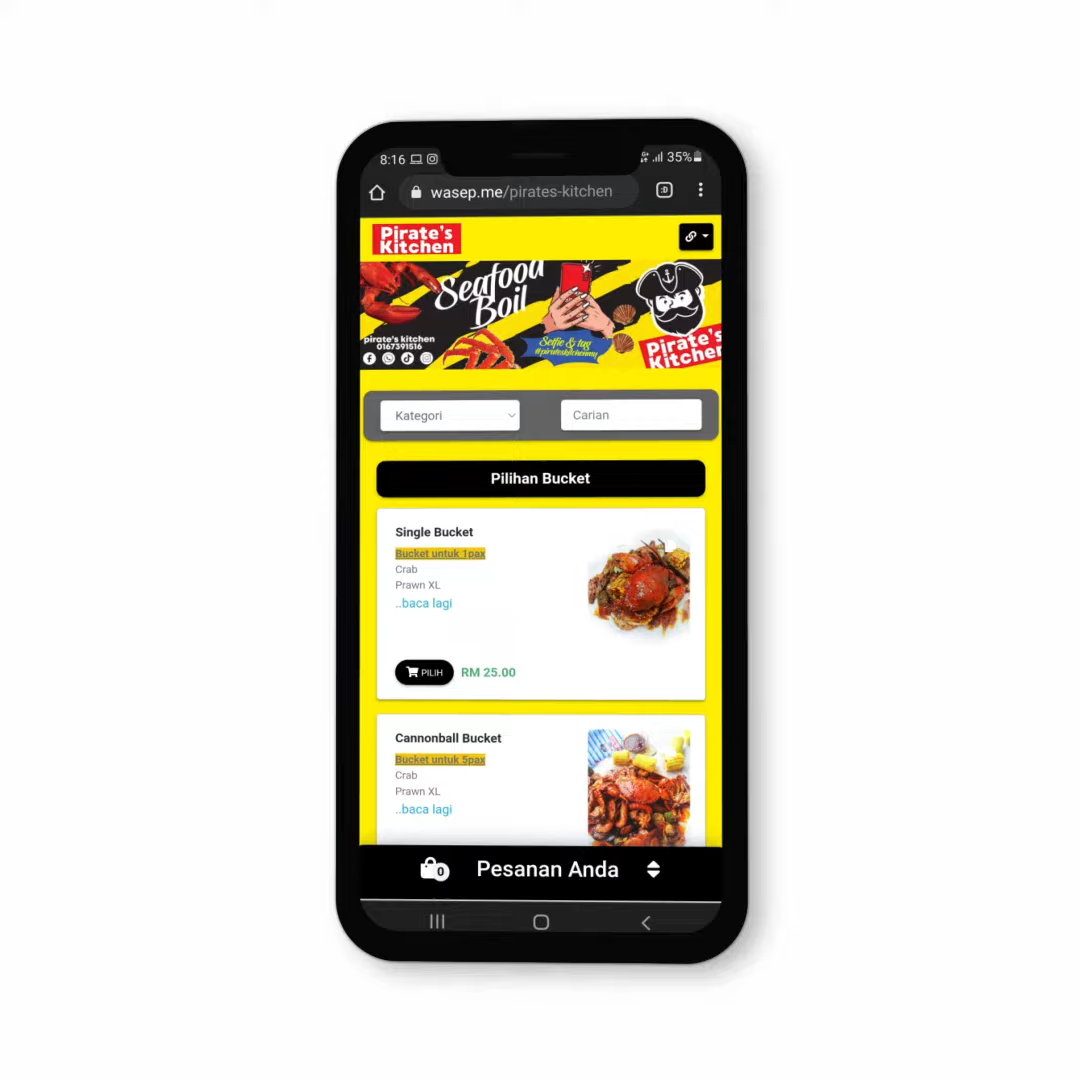 8:16
35%
wasep.me/pirates-kitchen
:D
Pirate's
Kitchen
Seafood
Boil
pirate's kitchen
0167391516
Selfie & tag
#pirateskitchenmy
Pirate's
Kitchen
Kategori
Carian
Pilihan Bucket
Single Bucket
Bucket untuk 1pax
Crab
Prawn XL
..baca lagi
PILIH
RM 25.00
Cannonball Bucket
Bucket untuk 5pax
Crab
Prawn XL
..baca lagi
0
Pesanan Anda